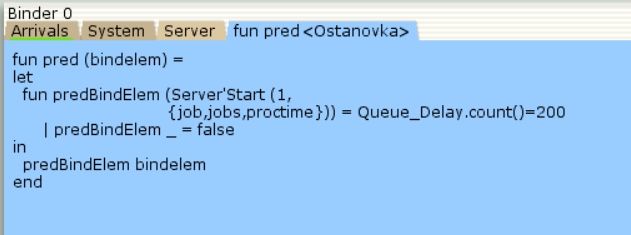 Binder 0
Arrivals System Server fun pred<Ostanovka>
fun pred (bindelem) =
let
fun predBindElem (Server'Start (1,
{job,jobs,proctime})) = Queue_Delay.count()=200
| predBindElem _ = false
in
predBindElem bindelem
end